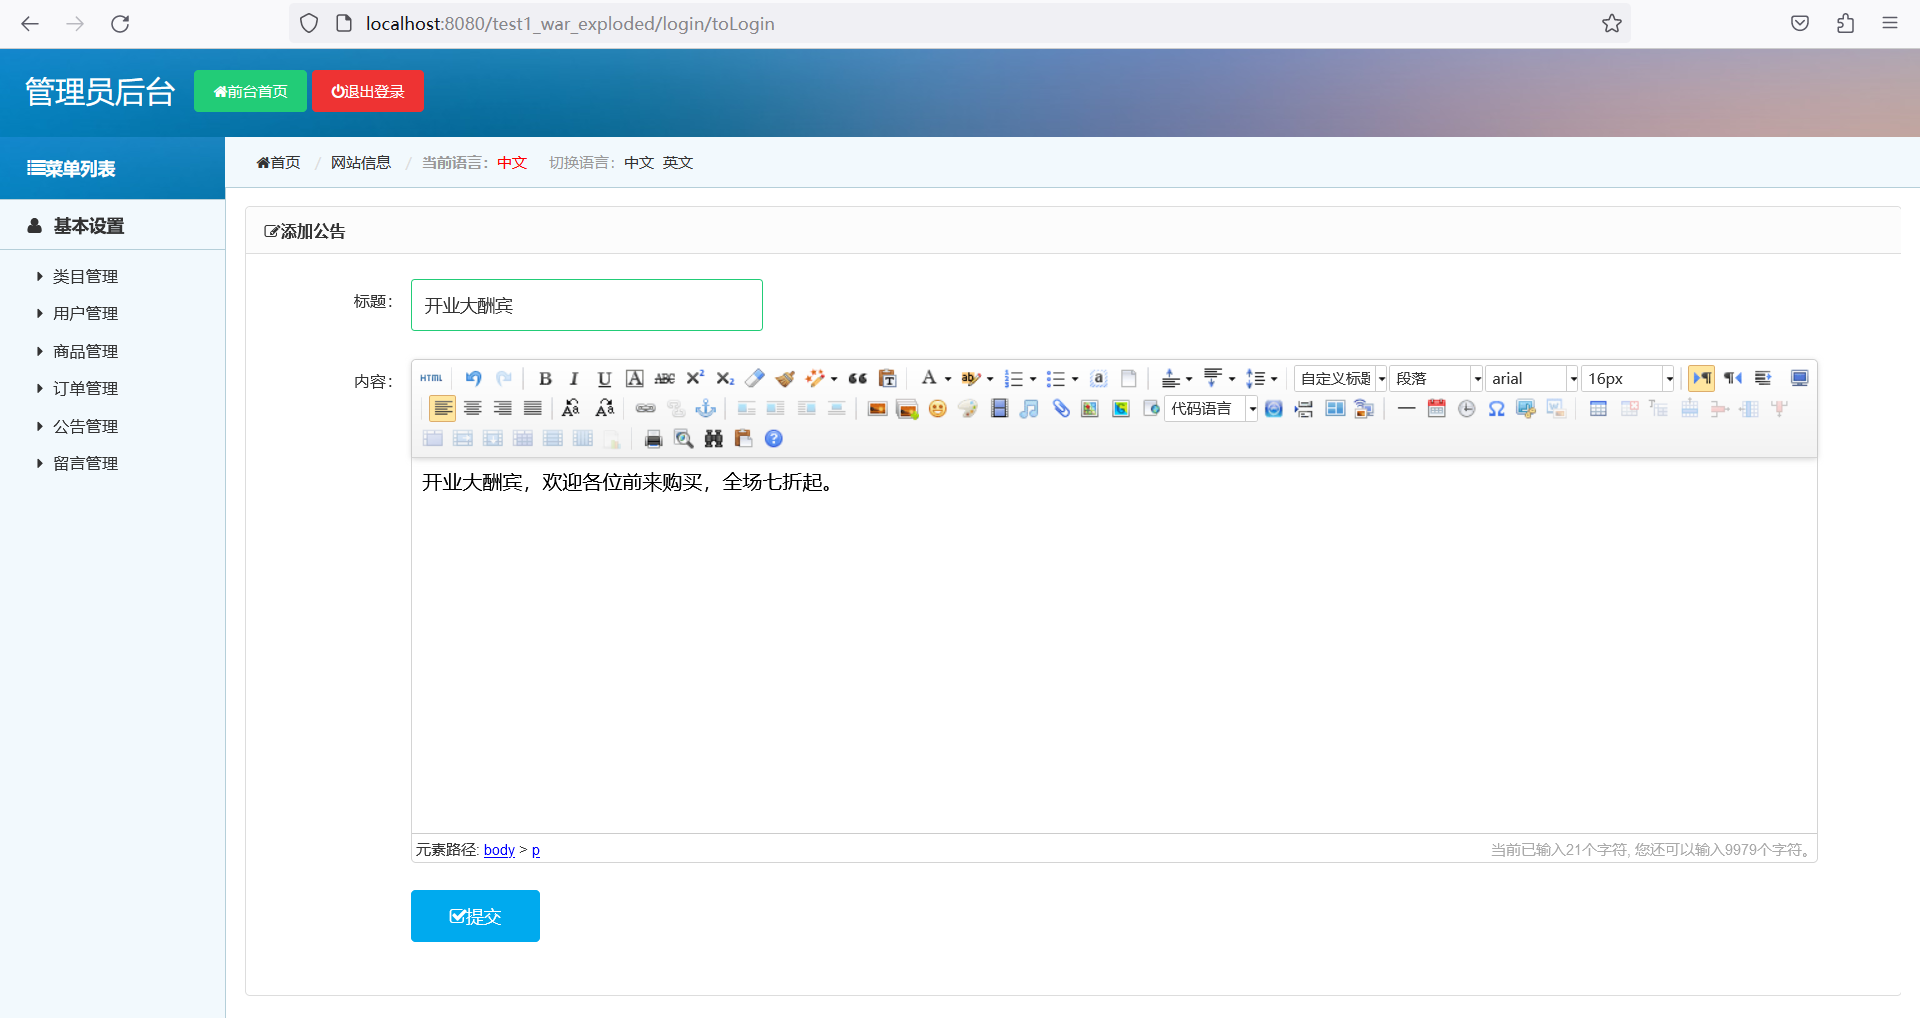 localhost:8080/test1_war_exploded/login/toLogin
管理员后台 前台首页 退出登录
菜单列表
首页 / 网站信息 / 当前语言：中文 切换语言：中文 英文
基本设置
类目管理
用户管理
商品管理
订单管理
公告管理
留言管理
添加公告
标题：
开业大酬宾
内容：
HTML 自定义标题 段落 arial 16px
代码语言
开业大酬宾，欢迎各位前来购买，全场七折起。
元素路径: body > p
当前已输入21个字符, 您还可以输入9979个字符。
提交